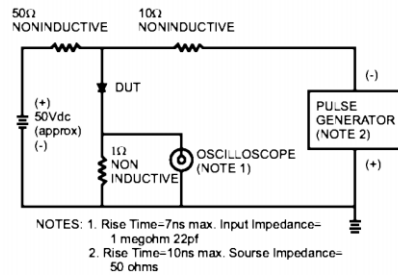 50Ω
NONINDUCTIVE
10Ω
NONINDUCTIVE
(+)
50Vdc
(approx)
(-)
DUT
1Ω
NON
INDUCTIVE
OSCILLOSCOPE
(NOTE 1)
(-)
PULSE
GENERATOR
(NOTE 2)
(+)
NOTES: 1. Rise Time=7ns max. Input Impedance=
1 megohm 22pf
2. Rise Time=10ns max. Sourse Impedance=
50 ohms